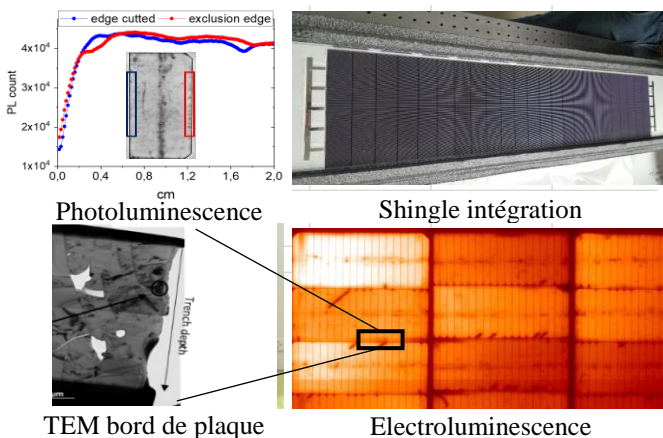 edge cutted
exclusion edge
PL count
4x10⁴
3x10⁴
2x10⁴
1x10⁴
0,0 0,4 0,8 1,2 1,6 2,0
cm
Photoluminescence
Shingle intégration
Trench depth
TEM bord de plaque
Electroluminescence